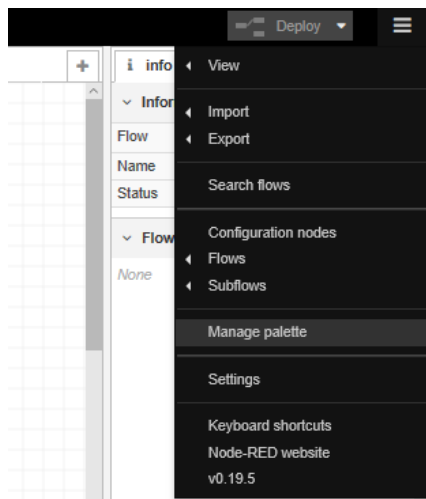 Deploy
+
i info
View
Infor
Import
Flow
Export
Name
Status
Search flows
Flow
Configuration nodes
None
Flows
Subflows
Manage palette
Settings
Keyboard shortcuts
Node-RED website
v0.19.5